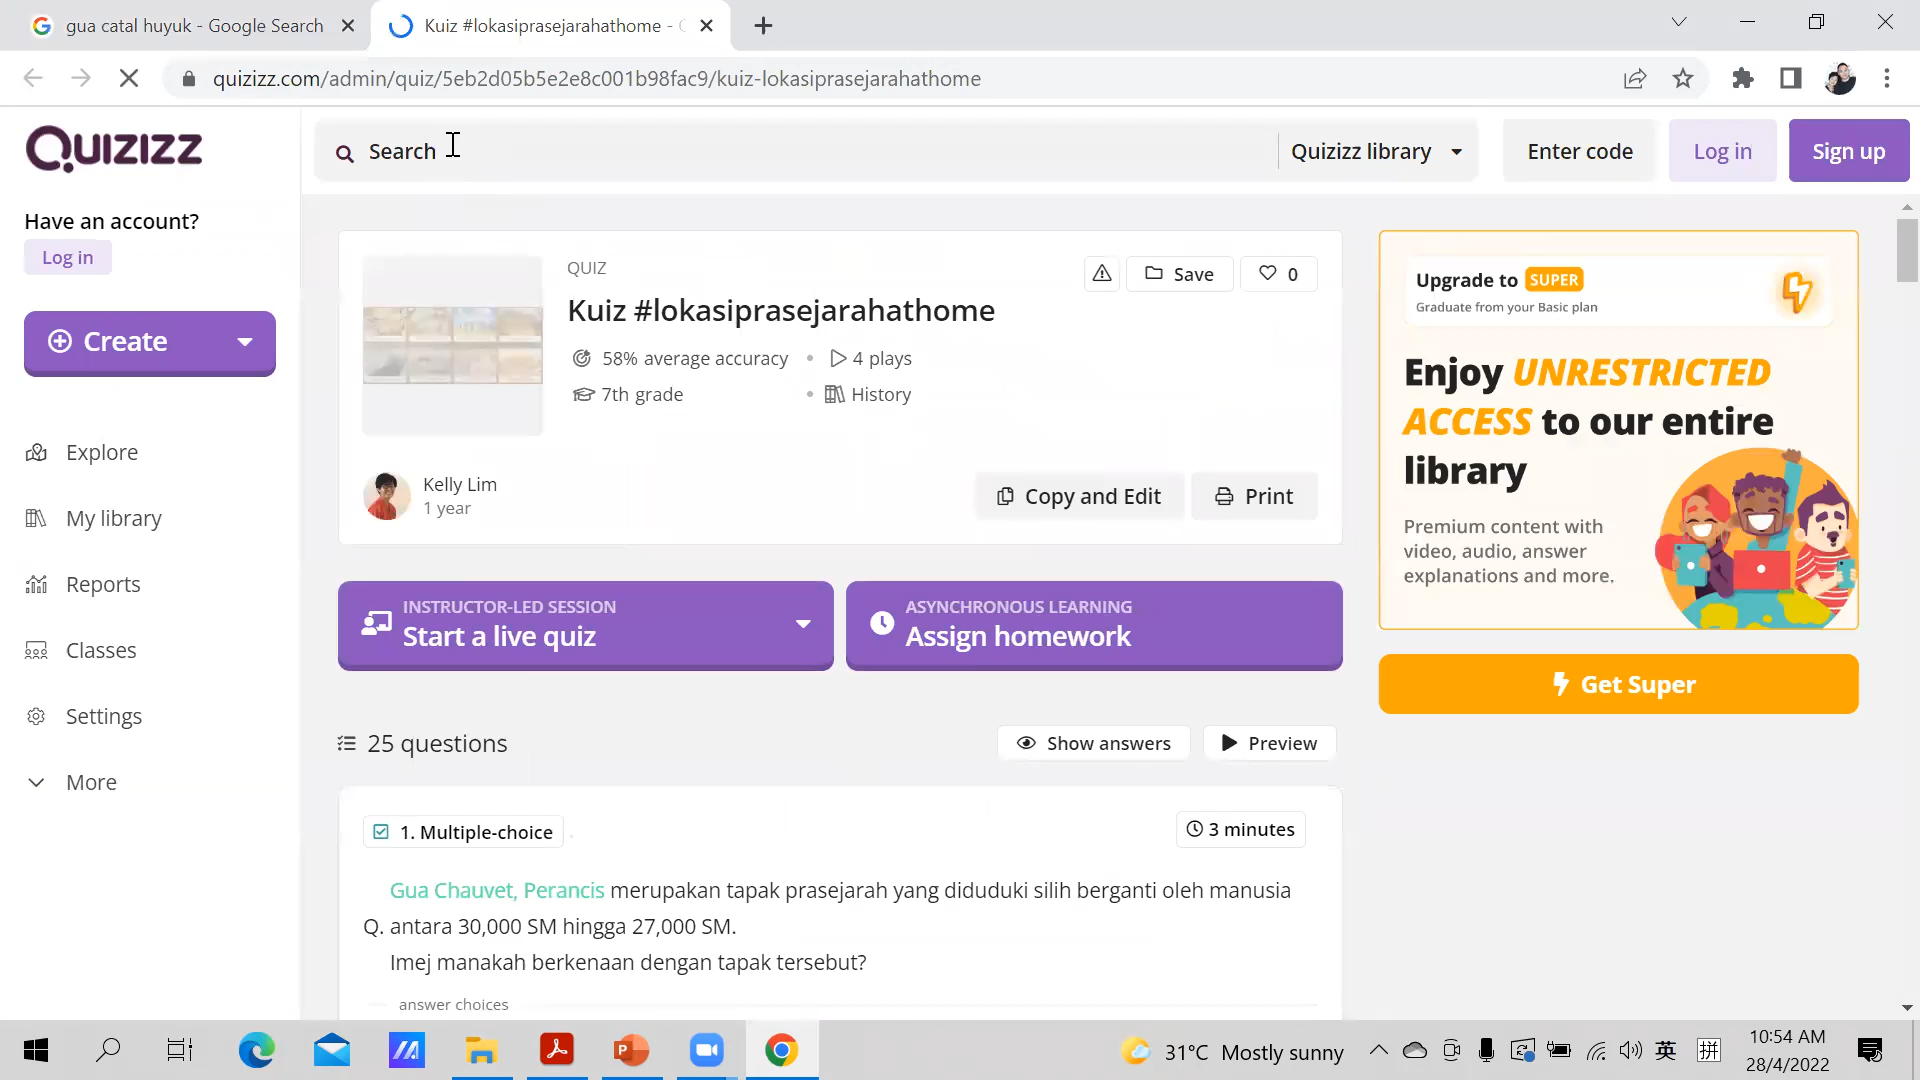 gua catal huyuk - Google Search
Kuiz #lokasiprasejarahathome -
quizizz.com/admin/quiz/5eb2d05b5e2e8c001b98fac9/kuiz-lokasiprasejarahathome
Quizizz
Search
Quizizz library
Enter code
Log in
Sign up
Have an account?
Log in
Create
Explore
My library
Reports
Classes
Settings
More
QUIZ
Save
0
Kuiz #lokasiprasejarahathome
58% average accuracy • 4 plays
7th grade • History
Kelly Lim
1 year
Copy and Edit
Print
INSTRUCTOR-LED SESSION
Start a live quiz
ASYNCHRONOUS LEARNING
Assign homework
25 questions
Show answers
Preview
1. Multiple-choice
3 minutes
Gua Chauvet, Perancis merupakan tapak prasejarah yang diduduki silih berganti oleh manusia
Q. antara 30,000 SM hingga 27,000 SM.
Imej manakah berkenaan dengan tapak tersebut?
answer choices
Upgrade to SUPER
Graduate from your Basic plan
Enjoy UNRESTRICTED
ACCESS to our entire
library
Premium content with
video, audio, answer
explanations and more.
Get Super
31°C Mostly sunny
英
拼
10:54 AM
28/4/2022